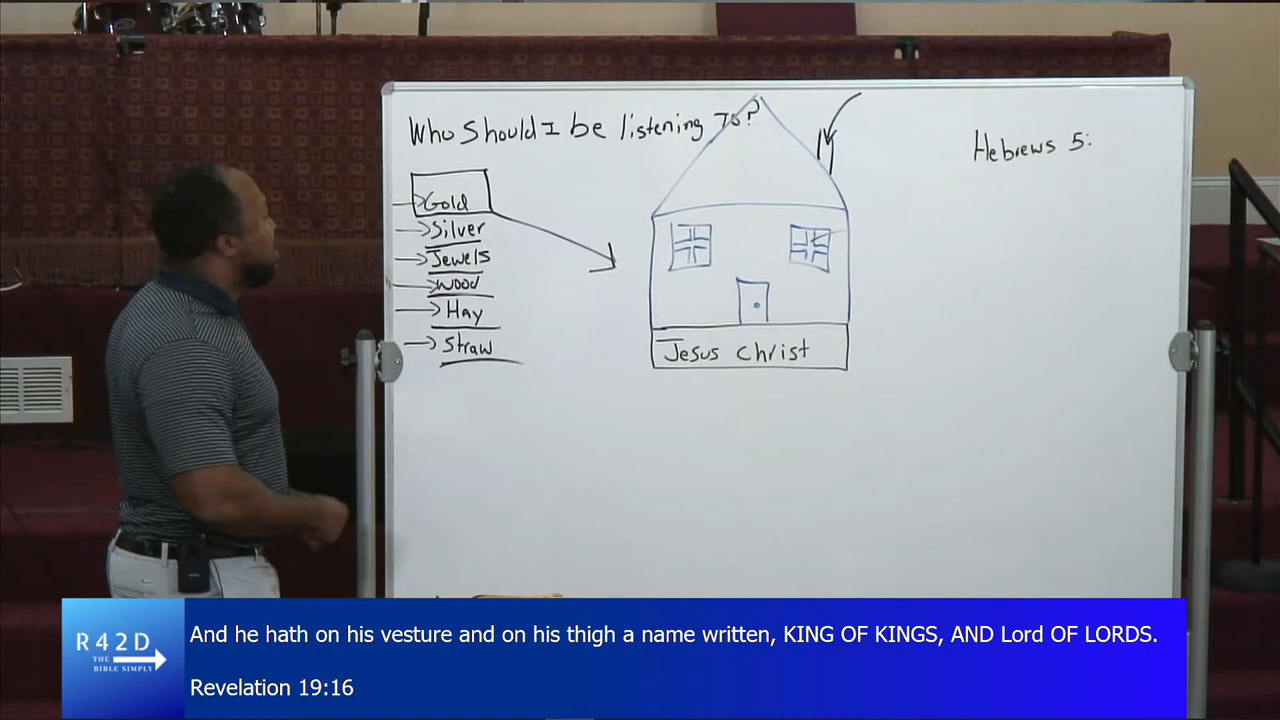 Who Should I be listening To?
Hebrews 5:
Gold
Silver
Jewels
Wood
Hay
Straw
Jesus Christ
R42D
THE
BIBLE SIMPLY
And he hath on his vesture and on his thigh a name written, KING OF KINGS, AND Lord OF LORDS.
Revelation 19:16